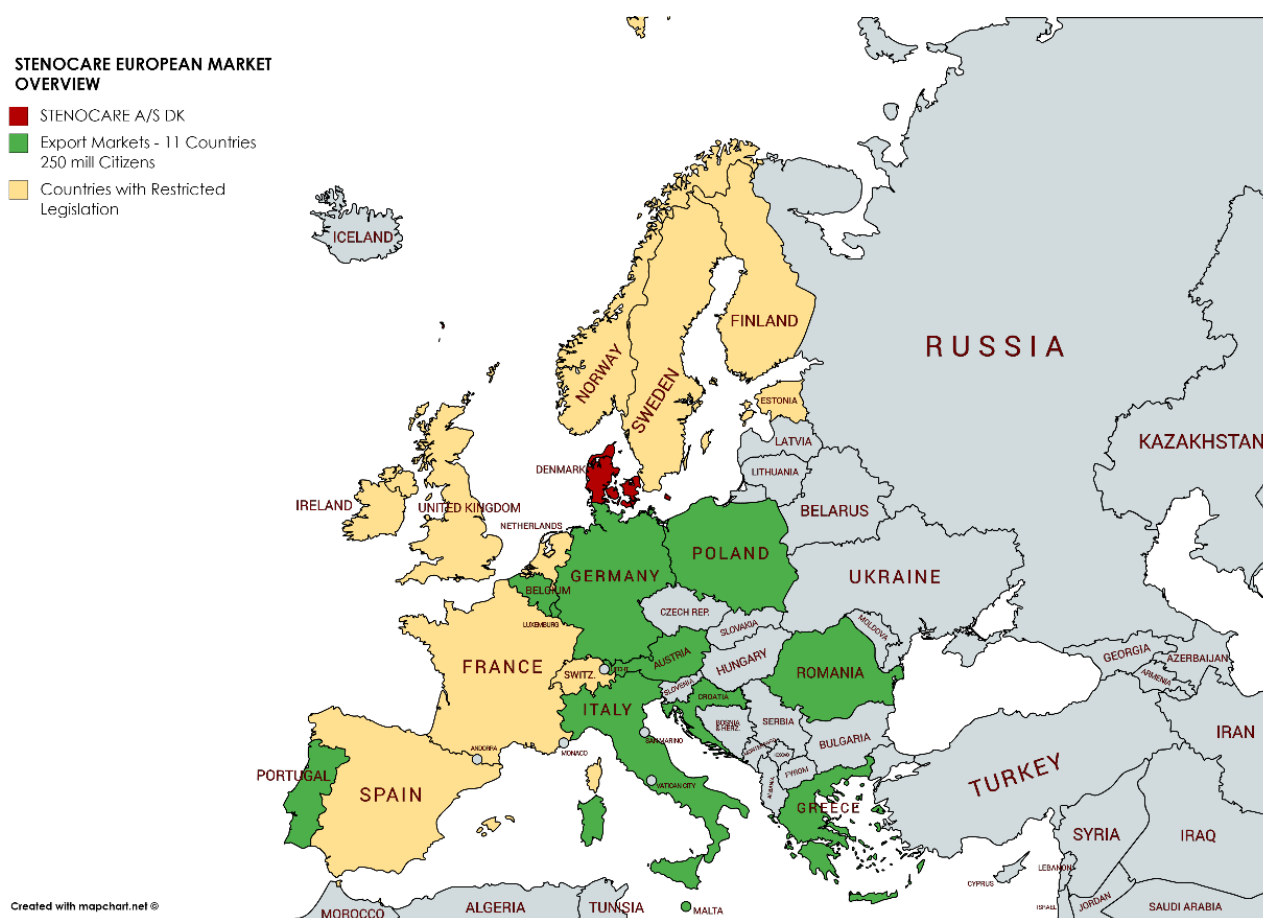 STENOCARE EUROPEAN MARKET
OVERVIEW
STENOCARE A/S DK
Export Markets - 11 Countries
250 mill Citizens
Countries with Restricted
Legislation
ICELAND
NORWAY
SWEDEN
FINLAND
RUSSIA
ESTONIA
LATVIA
LITHUANIA
KAZAKHSTAN
DENMARK
IRELAND
UNITED KINGDOM
NETHERLANDS
BELARUS
POLAND
GERMANY
BELGIUM
UKRAINE
LUXEMBURG
CZECH REP.
SLOVAKIA
MOLDOVA
FRANCE
SWITZ.
AUSTRIA
HUNGARY
ROMANIA
GEORGIA
AZERBAIJAN
ARMENIA
SLOVENIA
CROATIA
ITALY
BOSNIA
& HERZ.
SERBIA
BULGARIA
SAN MARINO
MONACO
ANDORRA
IRAN
PORTUGAL
SPAIN
VATICAN CITY
FYROM
ALBANIA
GREECE
TURKEY
SYRIA
IRAQ
LEBANON
CYPRUS
ISRAEL
JORDAN
SAUDI ARABIA
MOROCCO
ALGERIA
TUNISIA
MALTA
Created with mapchart.net ©